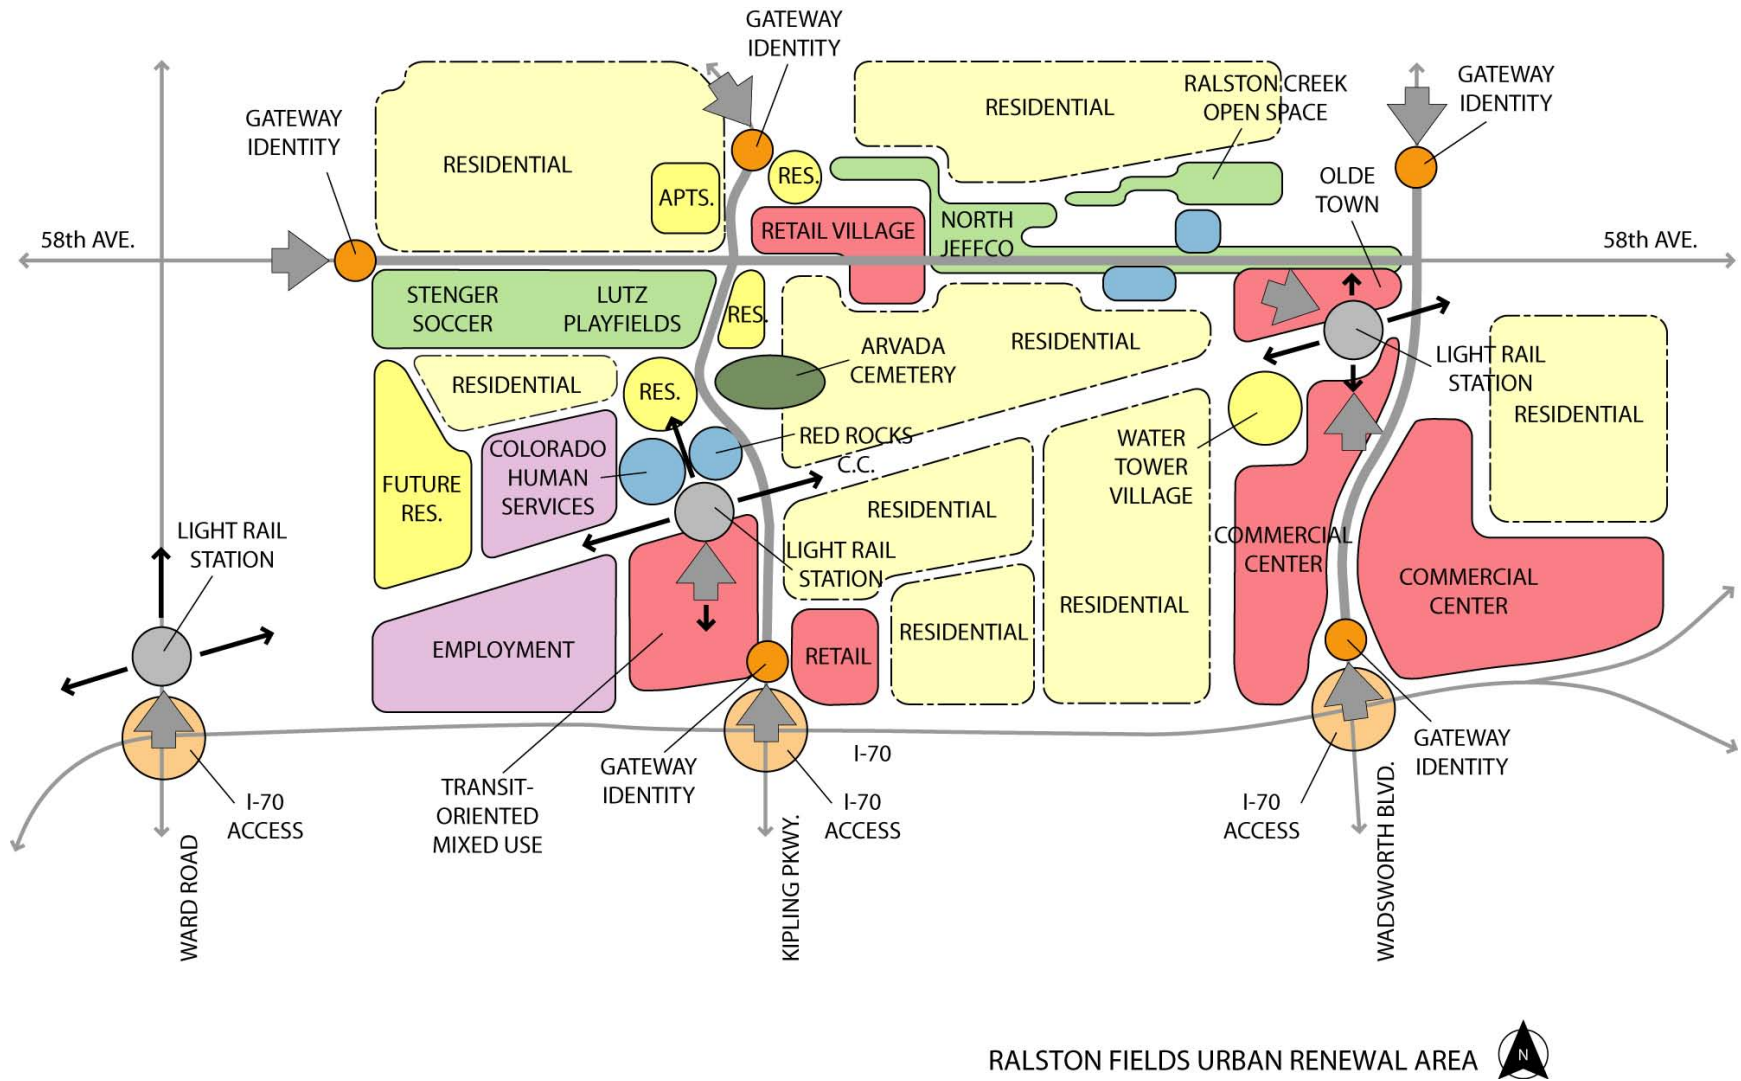 GATEWAY
IDENTITY
GATEWAY
IDENTITY
RALSTON CREEK
OPEN SPACE
GATEWAY
IDENTITY
RESIDENTIAL
RESIDENTIAL
APTS.
RES.
OLDE
TOWN
58th AVE.
RETAIL VILLAGE
NORTH
JEFFCO
58th AVE.
STENGER
SOCCER
LUTZ
PLAYFIELDS
RES.
ARVADA
CEMETERY
RESIDENTIAL
LIGHT RAIL
STATION
RESIDENTIAL
RESIDENTIAL
RES.
COLORADO
HUMAN
SERVICES
RED ROCKS
C.C.
WATER
TOWER
VILLAGE
FUTURE
RES.
RESIDENTIAL
LIGHT RAIL
STATION
LIGHT RAIL
STATION
COMMERCIAL
CENTER
COMMERCIAL
CENTER
RESIDENTIAL
RESIDENTIAL
EMPLOYMENT
RETAIL
I-70
GATEWAY
IDENTITY
GATEWAY
IDENTITY
TRANSIT-
ORIENTED
MIXED USE
I-70
ACCESS
I-70
ACCESS
I-70
ACCESS
WARD ROAD
KIPLING PKWY.
WADSWORTH BLVD.
RALSTON FIELDS URBAN RENEWAL AREA
N